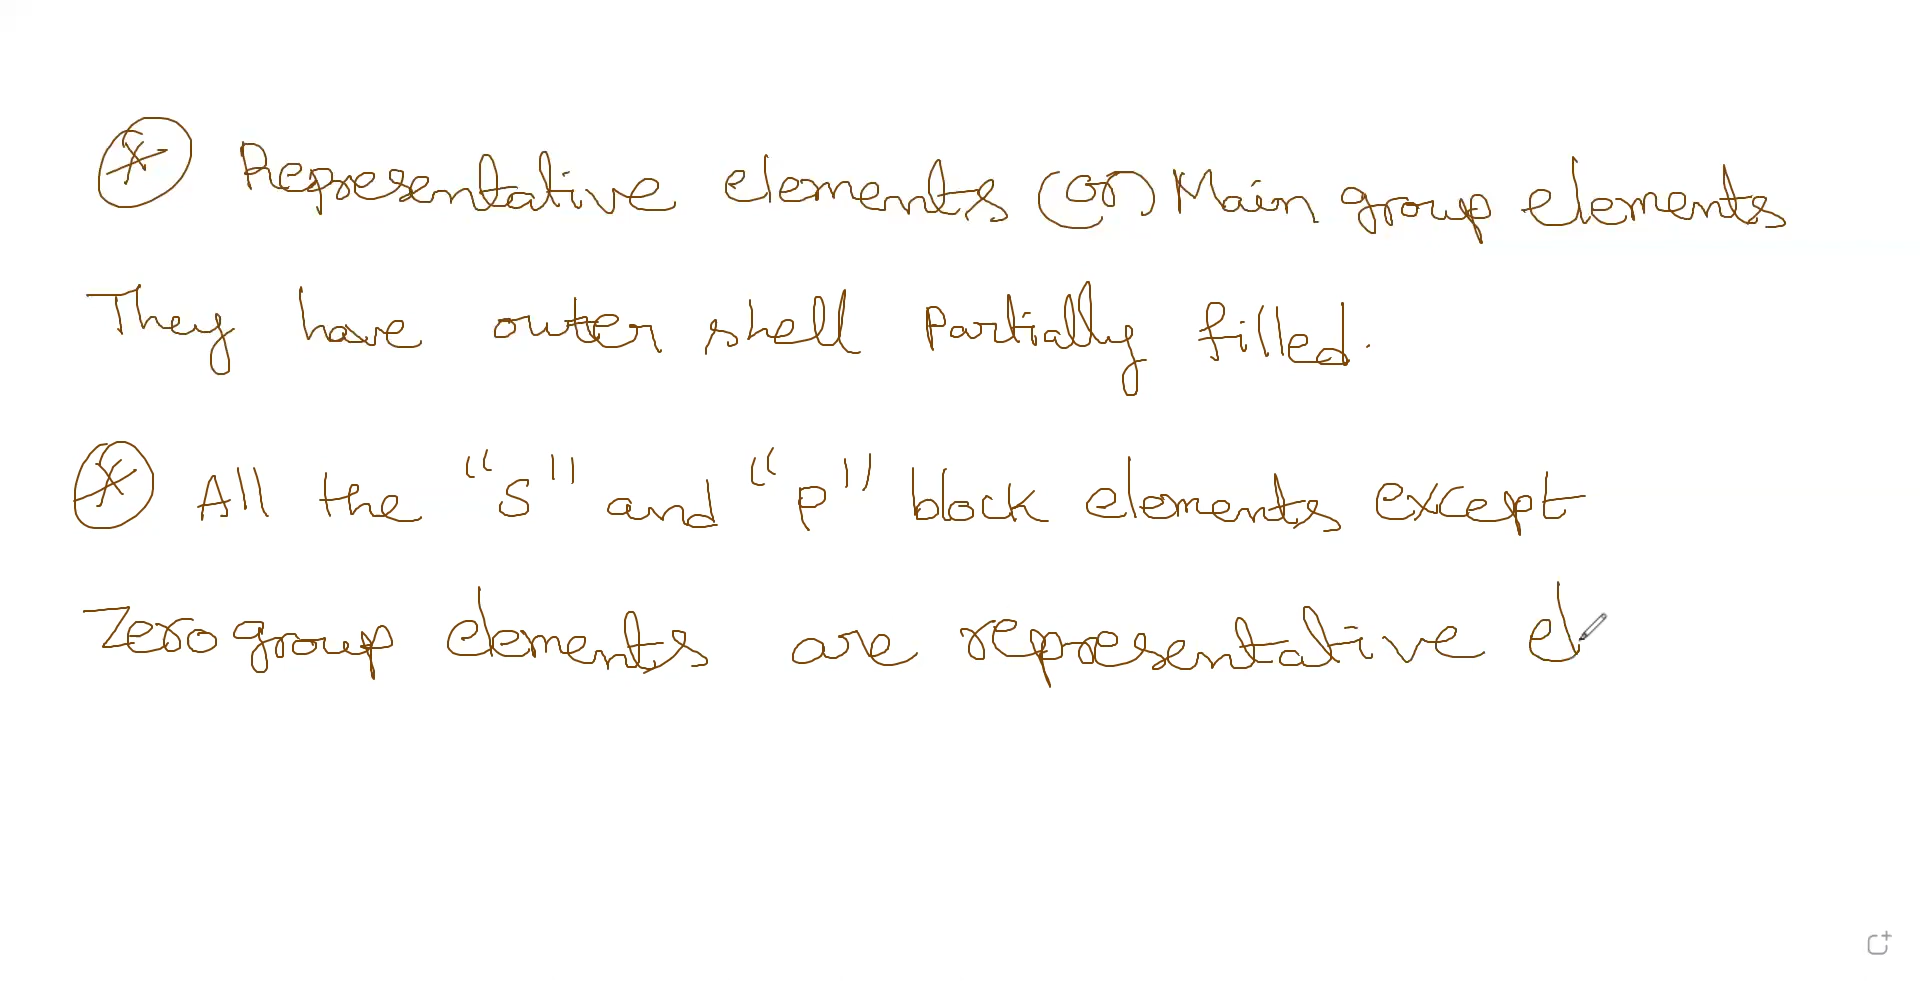 * Representative elements (or) Main group elements
They have outer shell Partially filled.
* All the "S" and "P" block elements except
Zero group elements are representative el